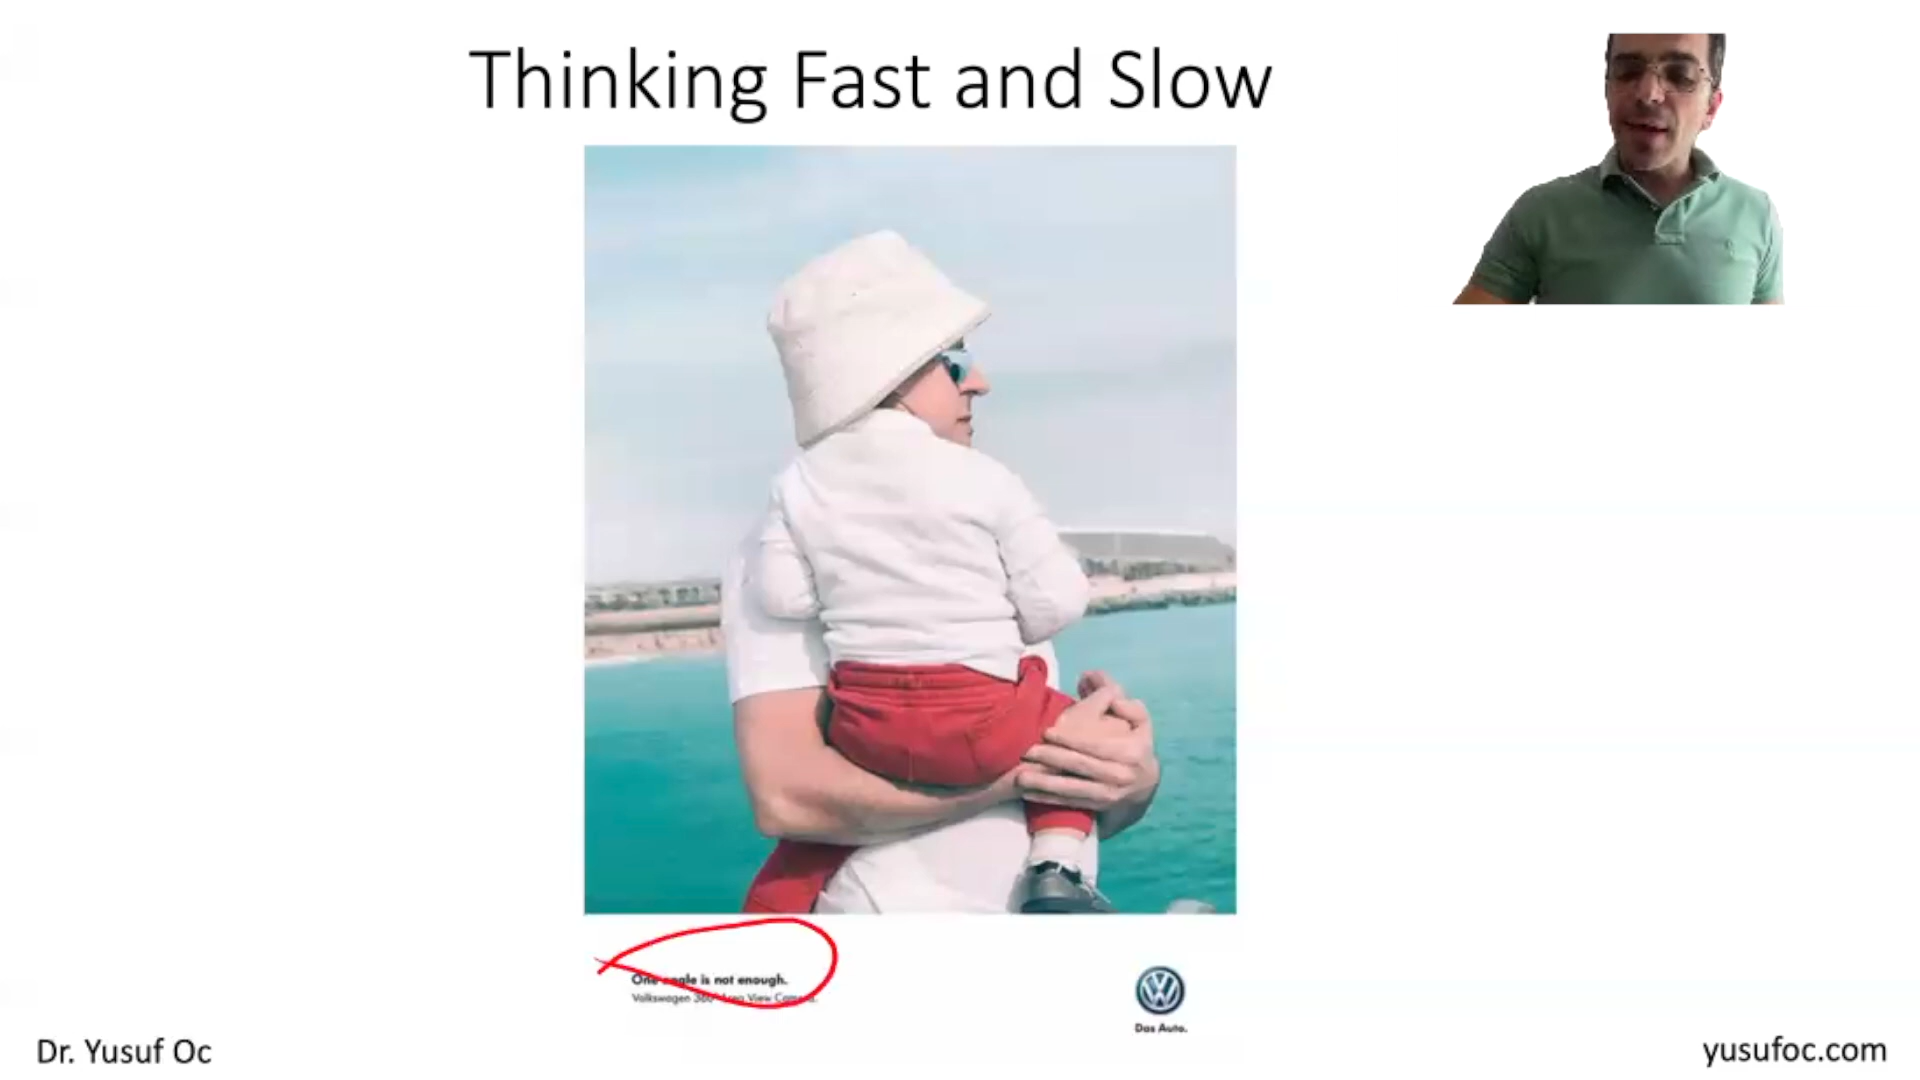 Thinking Fast and Slow
One angle is not enough.
Volkswagen 360° Area View Camera.
Das Auto.
Dr. Yusuf Oc
yusufoc.com